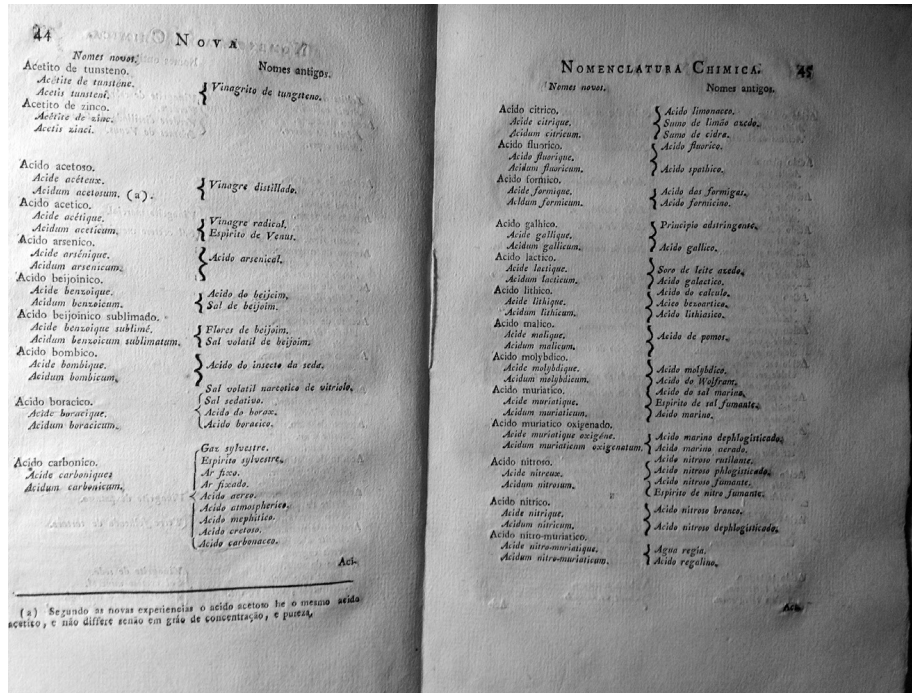 44
NOVA
Nomes novos.
Nomes antigos.
Acetito de tunsteno.
Acétite de tunstène.
Acetis tunsteni.
Vinagrito de tungsteno.
Acetito de zinco.
Acétite de zinc.
Acetis zinci.
Acido acetoso.
Acide acéteux.
Acidum acetosum. (a).
Vinagre distillado.
Acido acetico.
Acide acétique.
Acidum aceticum.
Vinagre radical.
Espirito de Venus.
Acido arsenico.
Acide arsénique.
Acidum arsenicum.
Acido arsenical.
Acido beijoinico.
Acide benzoique.
Acidum benzoicum.
Acido do beijoim.
Sal de beijoim.
Acido beijoinico sublimado.
Acide benzoique sublimé.
Acidum benzoicum sublimatum.
Flores de beijoim.
Sal volatil de beijoim.
Acido bombico.
Acide bombique.
Acidum bombicum.
Acido do insecto da seda.
Acido boracico.
Acide boracique.
Acidum boracicum.
Sal volatil narcotico de vitriolo.
Sal sedativo.
Acido do borax.
Acido boracico.
Acido carbonico.
Acide carbonique.
Acidum carbonicum.
Gaz sylvestre.
Espirito sylvestre.
Ar fixo.
Ar fixado.
Acido aereo.
Acido atmospherico.
Acido mephitico.
Acido cretoso.
Acido carbonaceo.
Aci-
(a) Segundo as novas experiencias o acido acetoso he o mesmo acido
acetico, e não differe senão em gráo de concentração, e pureza.
NOMENCLATURA CHIMICA. 45
Nomes novos.
Nomes antigos.
Acido citrico.
Acide citrique.
Acidum citricum.
Acido limonaceo.
Sumo de limão azedo.
Sumo de cidra.
Acido fluorico.
Acide fluorique.
Acidum fluoricum.
Acido fluorico.
Acido spathico.
Acido formico.
Acide formique.
Acidum formicum.
Acido das formigas.
Acido formicino.
Acido galhico.
Acide gallique.
Acidum gallicum.
Principio adstringente.
Acido gallico.
Acido lactico.
Acide lactique.
Acidum lacticum.
Soro de leite azedo.
Acido galactico.
Acido lithico.
Acide lithique.
Acidum lithicum.
Acido do calculo.
Acico bezoartico.
Acido lithiasico.
Acido malico.
Acide malique.
Acidum malicum.
Acido de pomos.
Acido molybdico.
Acide molybdique.
Acidum molybdicum.
Acido molybdico.
Acido do Wolfram.
Acido muriatico.
Acide muriatique.
Acidum muriaticum.
Acido do sal marino.
Espirito de sal fumante.
Acido marino.
Acido muriatico oxigenado.
Acide muriatique oxigéne.
Acidum muriaticum oxigenatum.
Acido marino dephlogisticado.
Acido marino aerado.
Acido nitroso.
Acide nitreux.
Acidum nitrosum.
Acido nitroso rutilante.
Acido nitroso phlogisticado.
Acido nitroso fumante.
Espirito de nitro fumante.
Acido nitrico.
Acide nitrique.
Acidum nitricum.
Acido nitroso branco.
Acido nitroso dephlogisticado.
Acido nitro-muriatico.
Acide nitro-muriatique.
Acidum nitro-muriaticum.
Agua regia.
Acido regalino.
Aci-